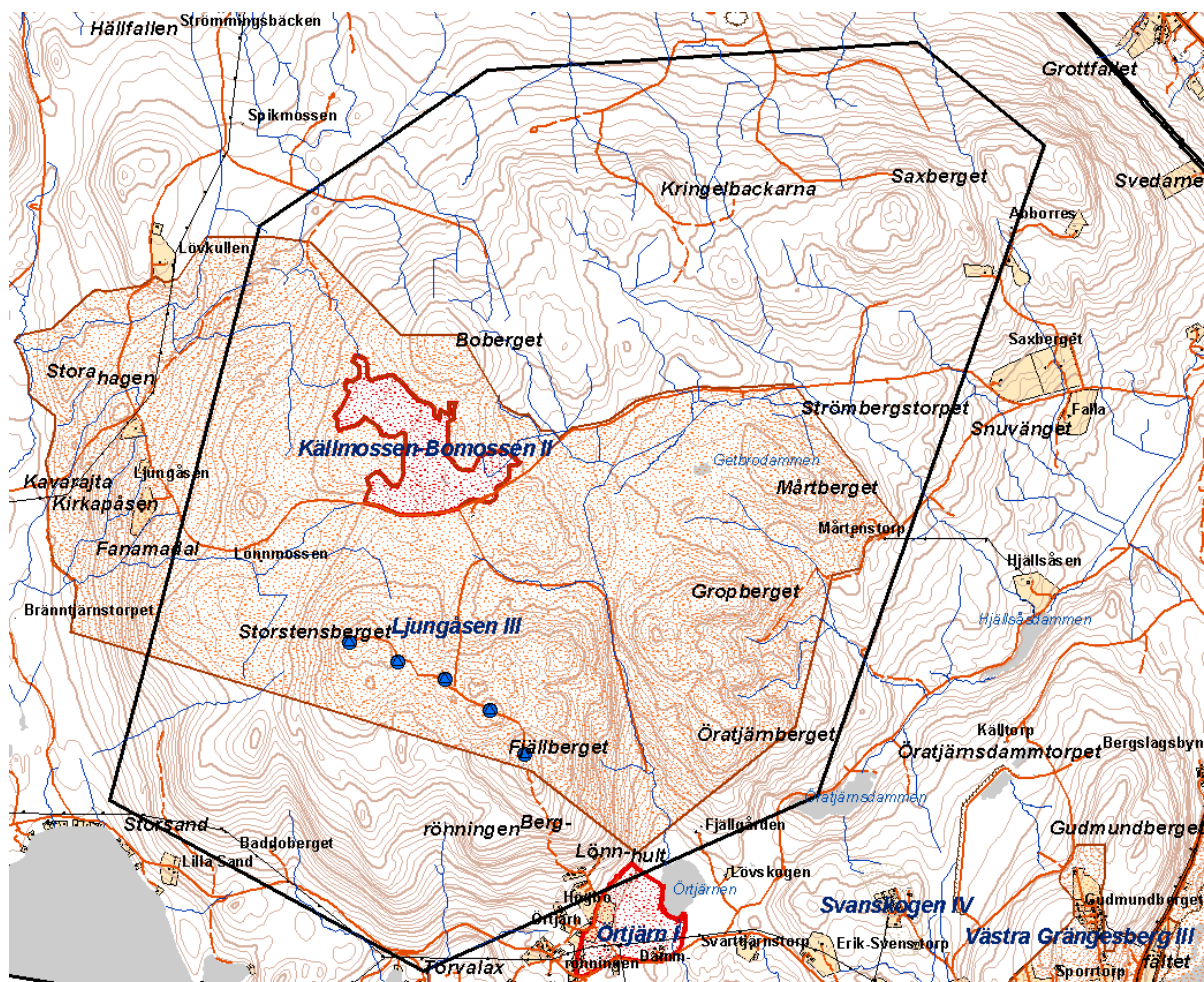 Hällfallen
Strömmingsbäcken
Grottfallet
Spikmossen
Kringelbackarna
Saxberget
Svedarne
Abborres
Lövkullen
Boberget
Saxberget
Stora hagen
Strömbergstorpet
Snuvänget
Falla
Källmossen-Bomossen II
Getbrodammen
Ljungåsen
Kavarajta
Kirkapåsen
Mårtberget
Mårtenstorp
Fanamadal
Lönnmossen
Hjällsåsen
Gropberget
Bränntjärnstorpet
Hjällsåsdammen
Storstensberget
Ljungåsen III
Fjällberget
Öratjärnberget
Källtorp
Öratjärnsdammtorpet
Bergslagsbyn
Öratjärnsdammen
Storsand
Berg-
rönningen
Fjällgården
Gudmundberget
Baddoberget
Lilla Sand
Lönn-hult
Lövskogen
Örtjärnen
Högbo
Örtjärn
Svanskogen IV
Gudmundberget
Örtjärn I
Svarttjärnstorp
Erik-Svenstorp
Västra Grängesberg III
Torvalax
Damm-
rönningen
fältet
Sporrtorp